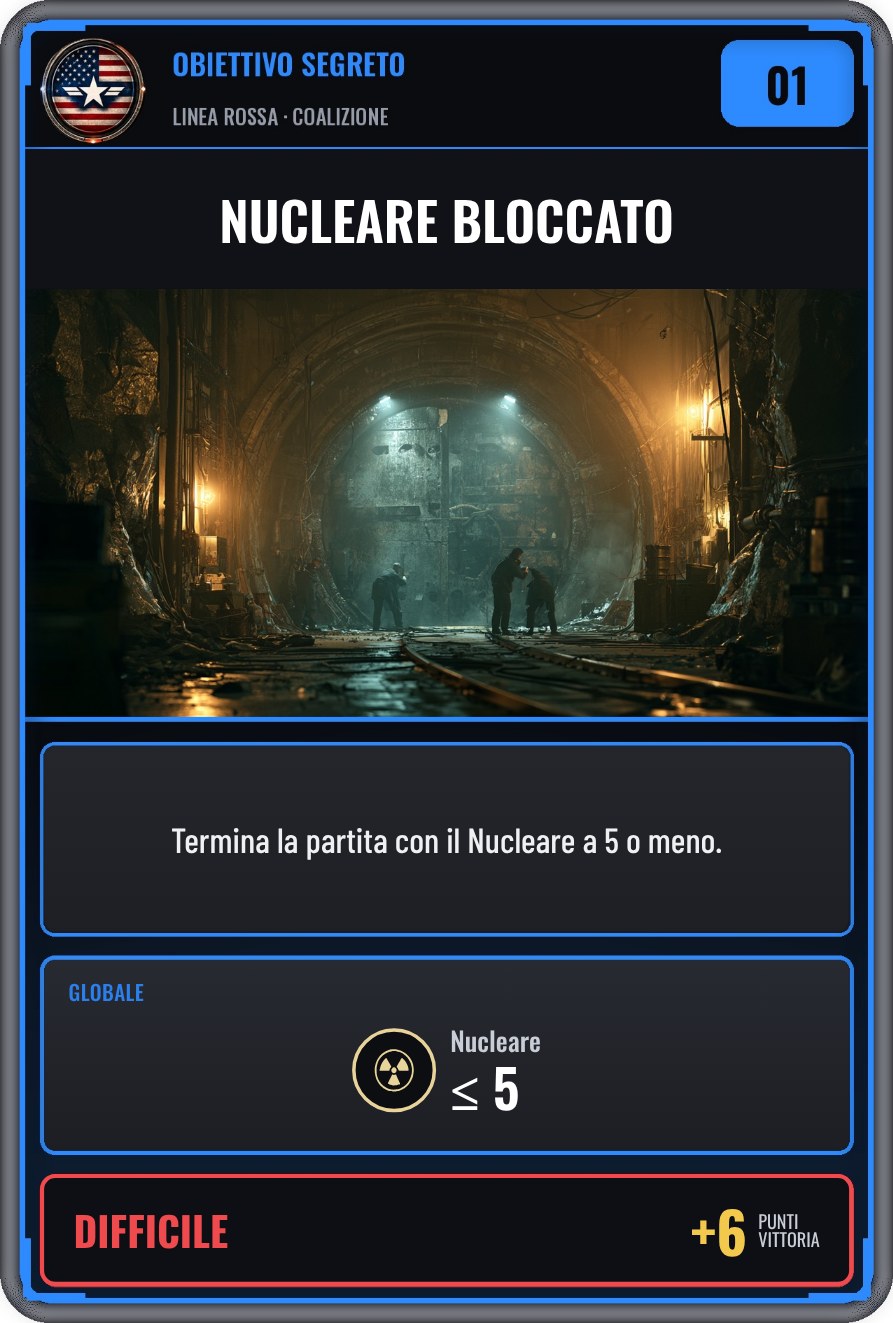 OBIETTIVO SEGRETO
LINEA ROSSA · COALIZIONE
01
NUCLEARE BLOCCATO
Termina la partita con il Nucleare a 5 o meno.
GLOBALE
Nucleare
≤ 5
DIFFICILE
+6 PUNTI
VITTORIA